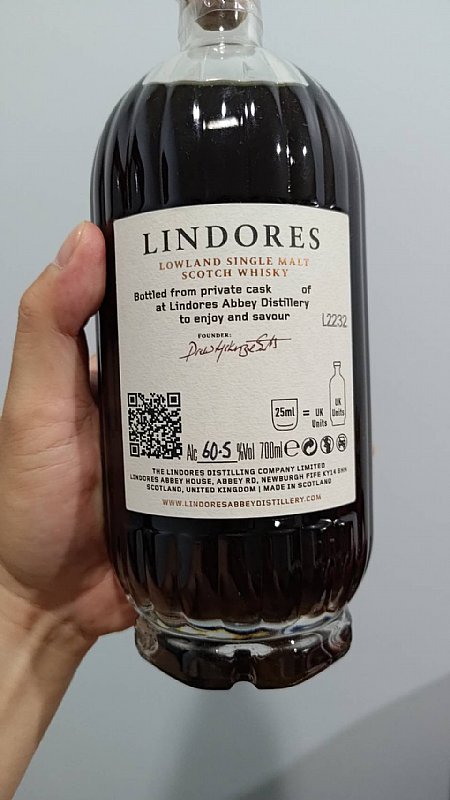 LINDORES
LOWLAND SINGLE MALT
SCOTCH WHISKY
Bottled from private cask of
at Lindores Abbey Distillery
to enjoy and savour
L2232
FOUNDER:
25ml = UK Units
UK Units
Alc 60.5 %Vol 700ml e
THE LINDORES DISTILLING COMPANY LIMITED
LINDORES ABBEY HOUSE, ABBEY RD, NEWBURGH FIFE KY14 6HH
SCOTLAND, UNITED KINGDOM | MADE IN SCOTLAND
WWW.LINDORESABBEYDISTILLERY.COM